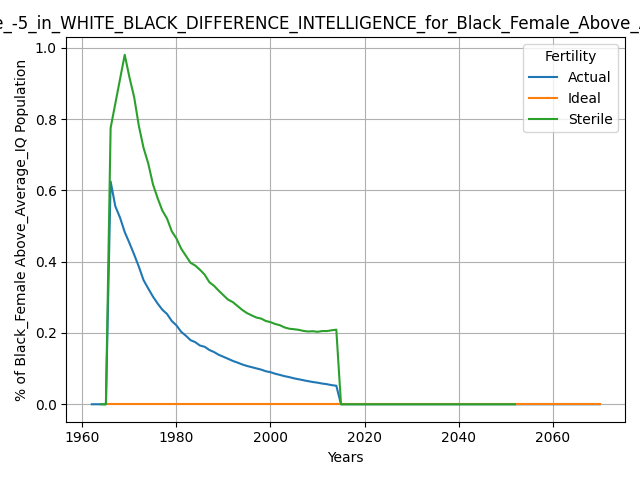 e_-5_in_WHITE_BLACK_DIFFERENCE_INTELLIGENCE_for_Black_Female_Above_
% of Black_Female Above_Average_IQ Population
1.0
0.8
0.6
0.4
0.2
0.0
Fertility
Actual
Ideal
Sterile
1960 1980 2000 2020 2040 2060
Years